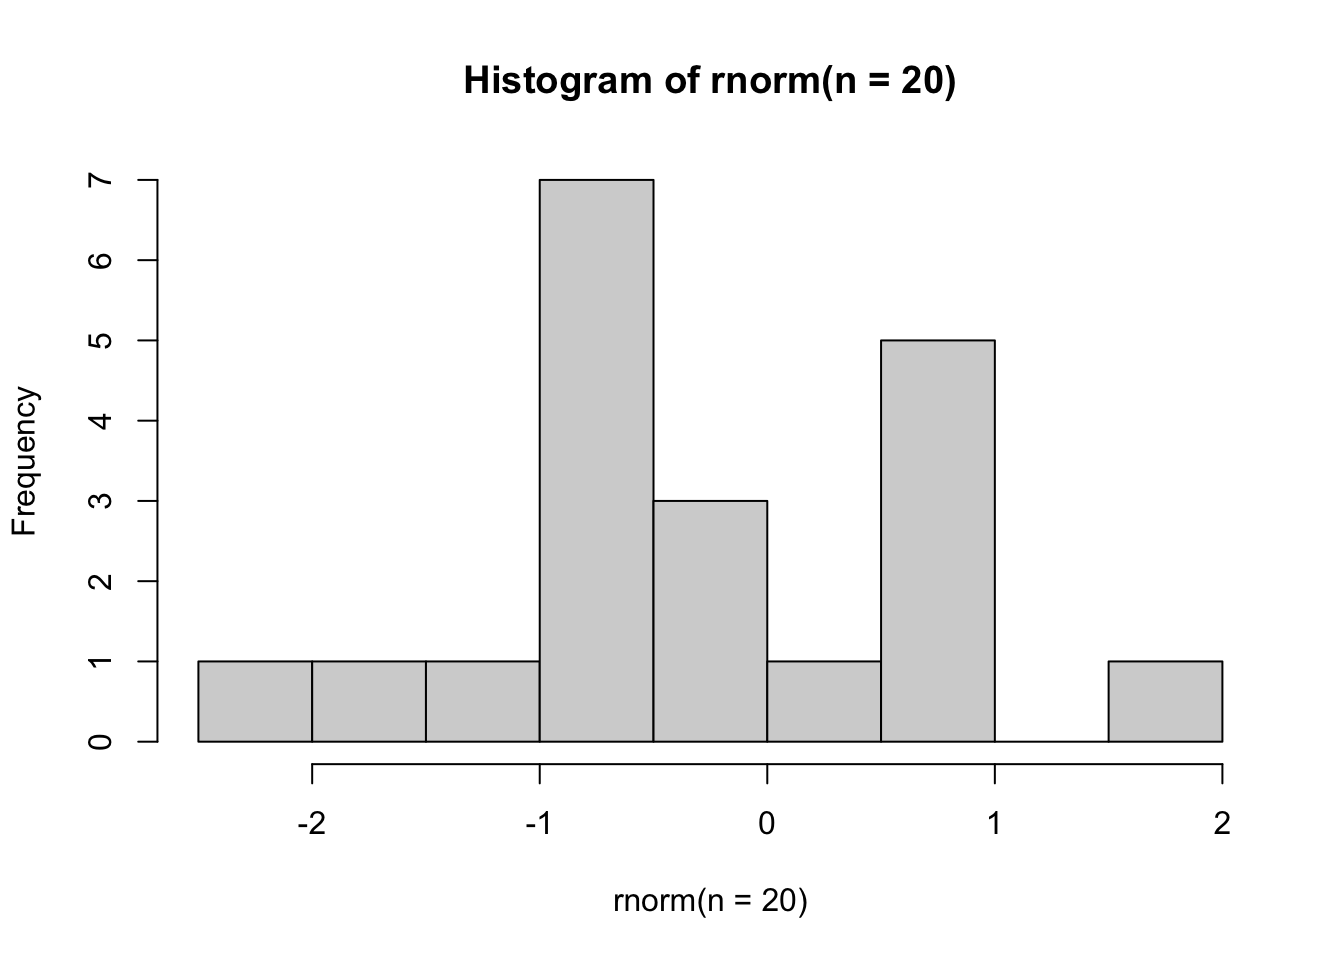 Histogram of rnorm(n = 20)
Frequency
7
6
5
4
3
2
1
0
-2 -1 0 1 2
rnorm(n = 20)